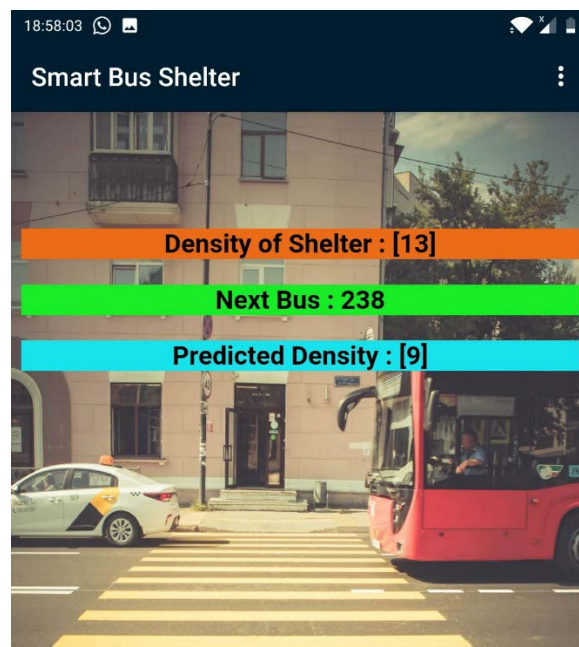 18:58:03
Smart Bus Shelter
Density of Shelter : [13]
Next Bus : 238
Predicted Density : [9]